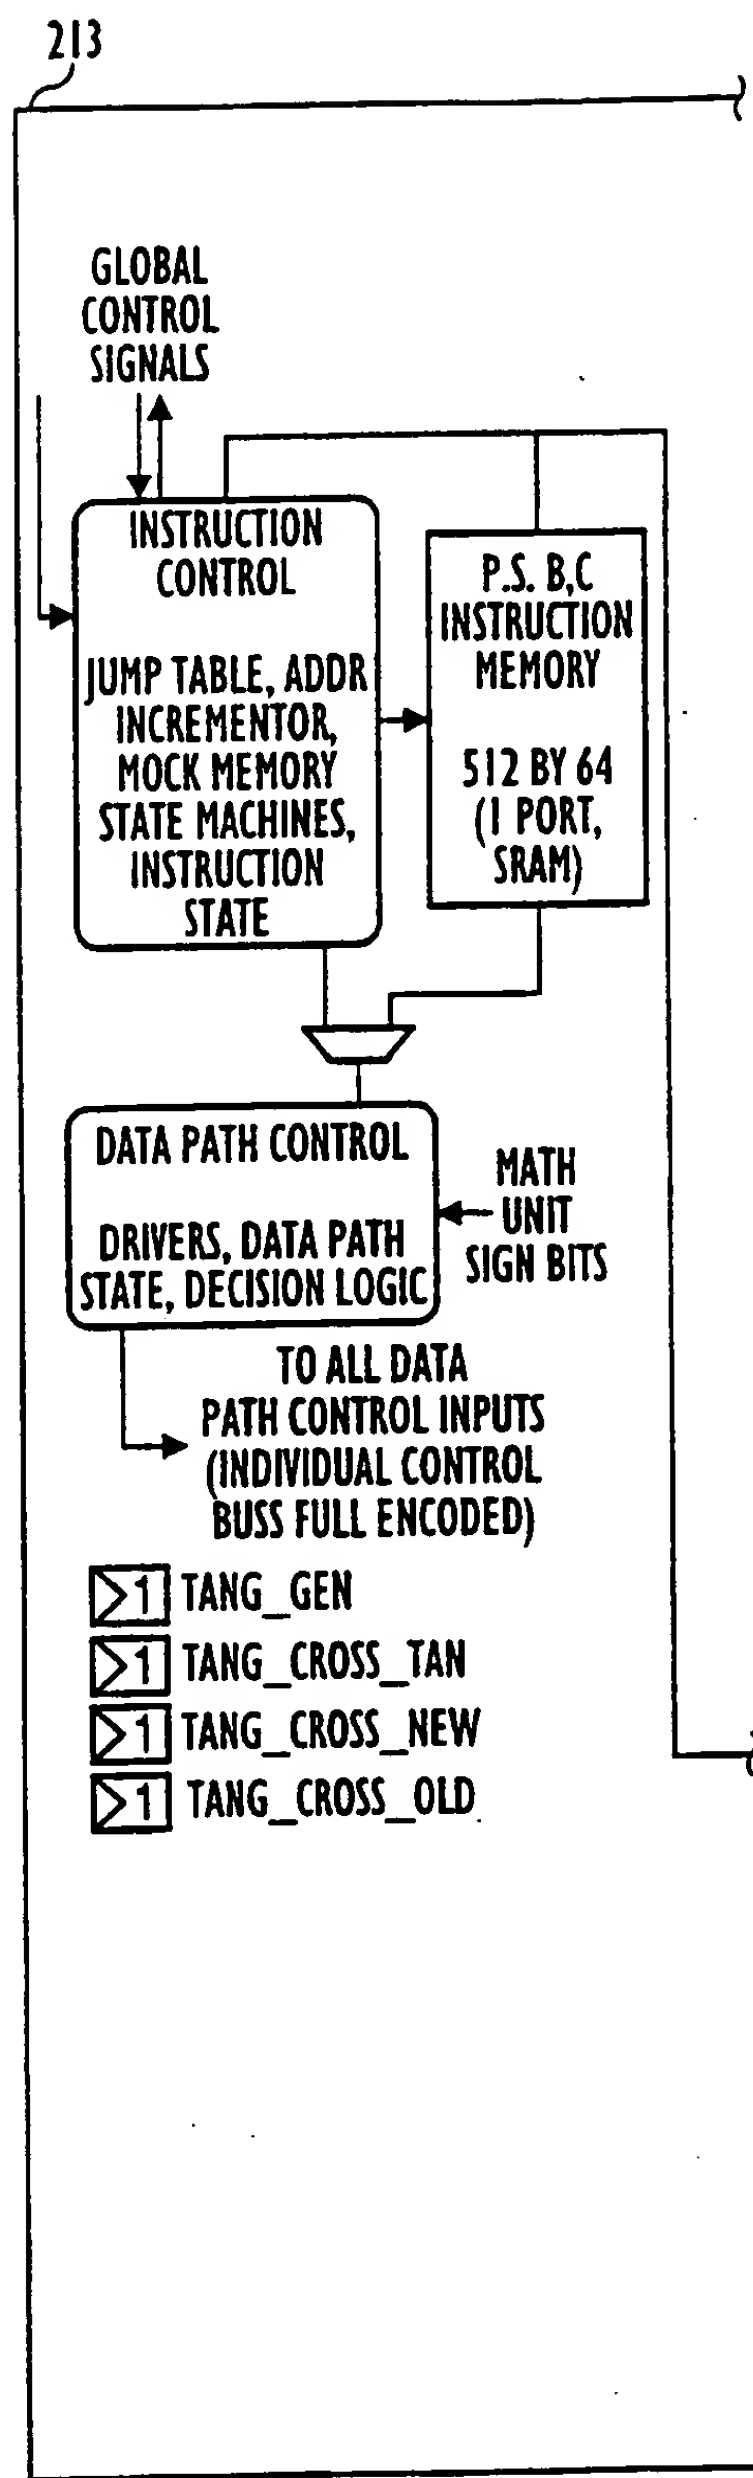 213
GLOBAL
CONTROL
SIGNALS
INSTRUCTION
CONTROL
JUMP TABLE, ADDR
INCREMENTOR,
MOCK MEMORY
STATE MACHINES,
INSTRUCTION
STATE
P.S. B,C
INSTRUCTION
MEMORY
512 BY 64
(1 PORT,
SRAM)
DATA PATH CONTROL
DRIVERS, DATA PATH
STATE, DECISION LOGIC
MATH
UNIT
SIGN BITS
TO ALL DATA
PATH CONTROL INPUTS
(INDIVIDUAL CONTROL
BUSS FULL ENCODED)
1 TANG_GEN
1 TANG_CROSS_TAN
1 TANG_CROSS_NEW
1 TANG_CROSS_OLD